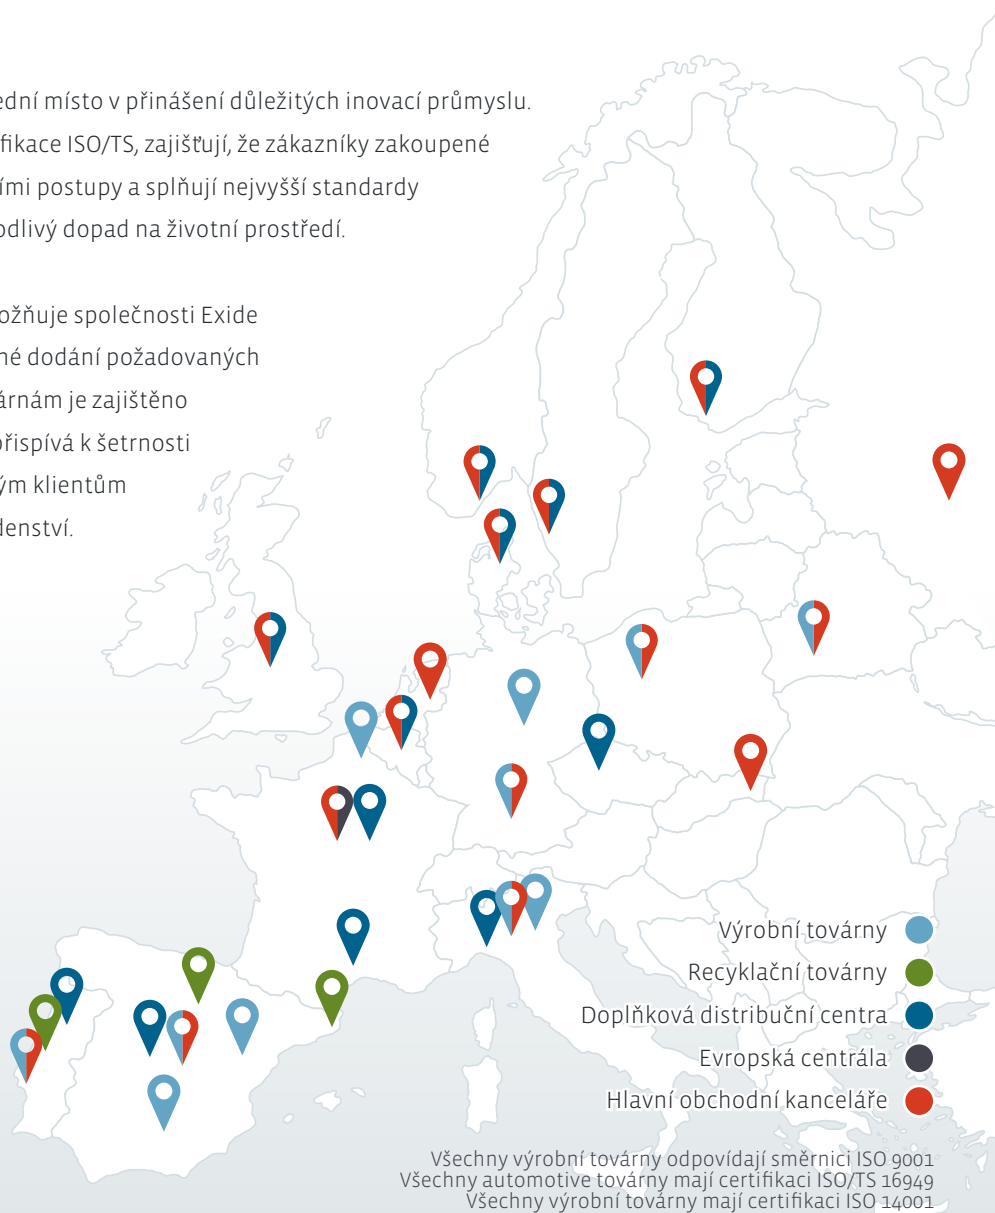 ední místo v přinášení důležitých inovací průmyslu.
fikace ISO/TS, zajišťují, že zákazníky zakoupené
ími postupy a splňují nejvyšší standardy
odlivý dopad na životní prostředí.
ožňuje společnosti Exide
né dodání požadovaných
árnám je zajištěno
přispívá k šetrnosti
ým klientům
denství.
Výrobní továrny
Recyklační továrny
Doplňková distribuční centra
Evropská centrála
Hlavní obchodní kanceláře
Všechny výrobní továrny odpovídají směrnici ISO 9001
Všechny automotive továrny mají certifikaci ISO/TS 16949
Všechny výrobní továrny mají certifikaci ISO 14001